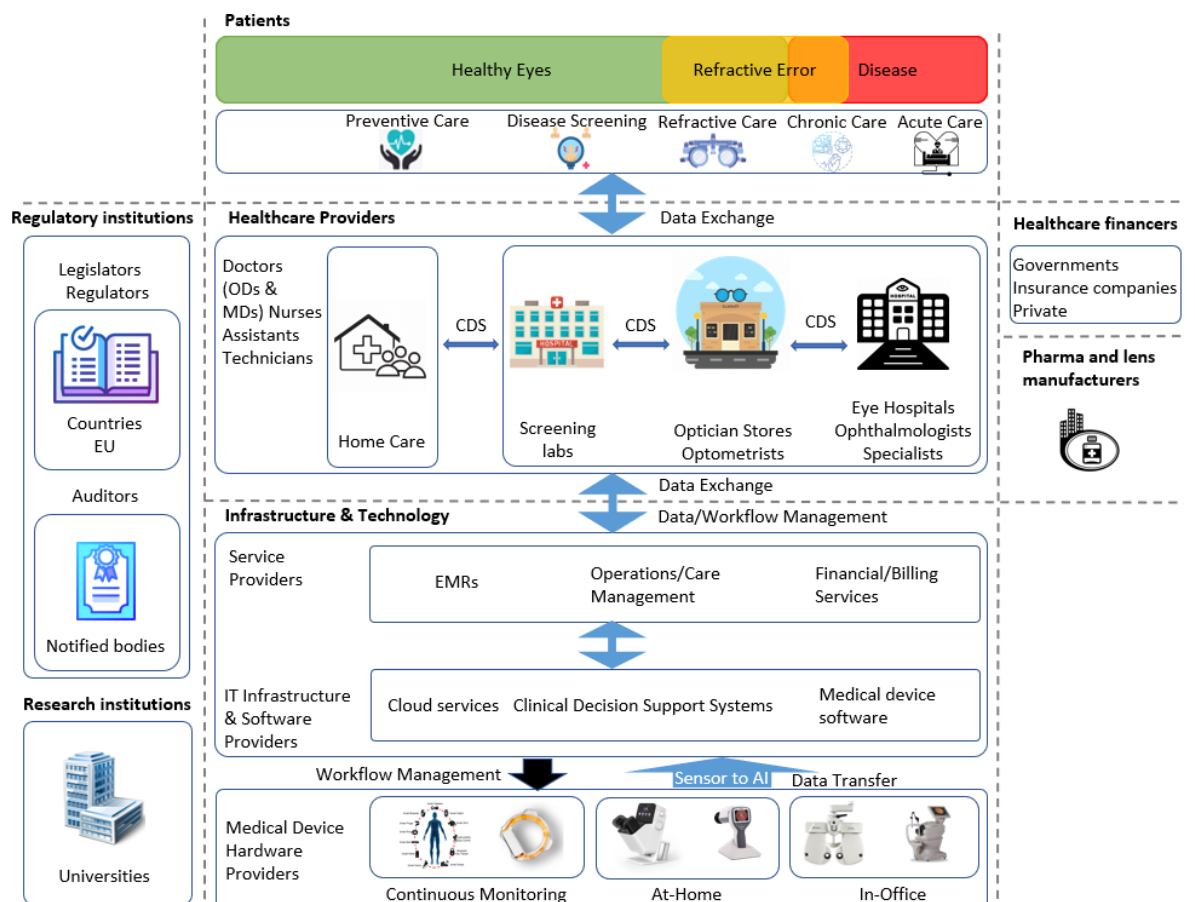 Patients
Healthy Eyes
Refractive Error
Disease
Preventive Care
Disease Screening
Refractive Care
Chronic Care
Acute Care
Data Exchange
Regulatory institutions
Legislators
Regulators
Countries
EU
Auditors
Notified bodies
Research institutions
Universities
Healthcare Providers
Doctors
(ODs &
MDs) Nurses
Assistants
Technicians
Home Care
CDS
HOSPITAL
Screening
labs
CDS
Optician Stores
Optometrists
CDS
HOSPITAL
Eye Hospitals
Ophthalmologists
Specialists
Healthcare financers
Governments
Insurance companies
Private
Pharma and lens
manufacturers
Data Exchange
Infrastructure & Technology
Data/Workflow Management
Service
Providers
EMRs
Operations/Care
Management
Financial/Billing
Services
IT Infrastructure
& Software
Providers
Cloud services
Clinical Decision Support Systems
Medical device
software
Workflow Management
Sensor to AI
Data Transfer
Medical Device
Hardware
Providers
Continuous Monitoring
At-Home
In-Office